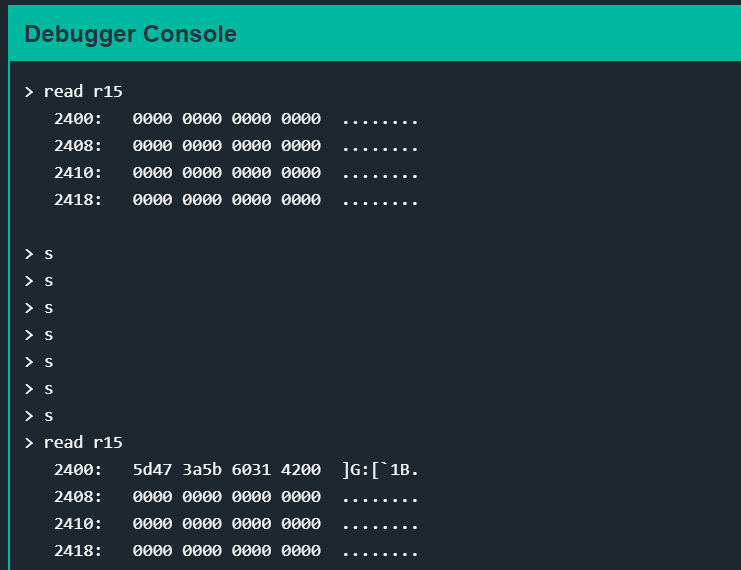 Debugger Console
> read r15
2400: 0000 0000 0000 0000 ........
2408: 0000 0000 0000 0000 ........
2410: 0000 0000 0000 0000 ........
2418: 0000 0000 0000 0000 ........
> s
> s
> s
> s
> s
> s
> s
> read r15
2400: 5d47 3a5b 6031 4200 ]G:[`1B.
2408: 0000 0000 0000 0000 ........
2410: 0000 0000 0000 0000 ........
2418: 0000 0000 0000 0000 ........